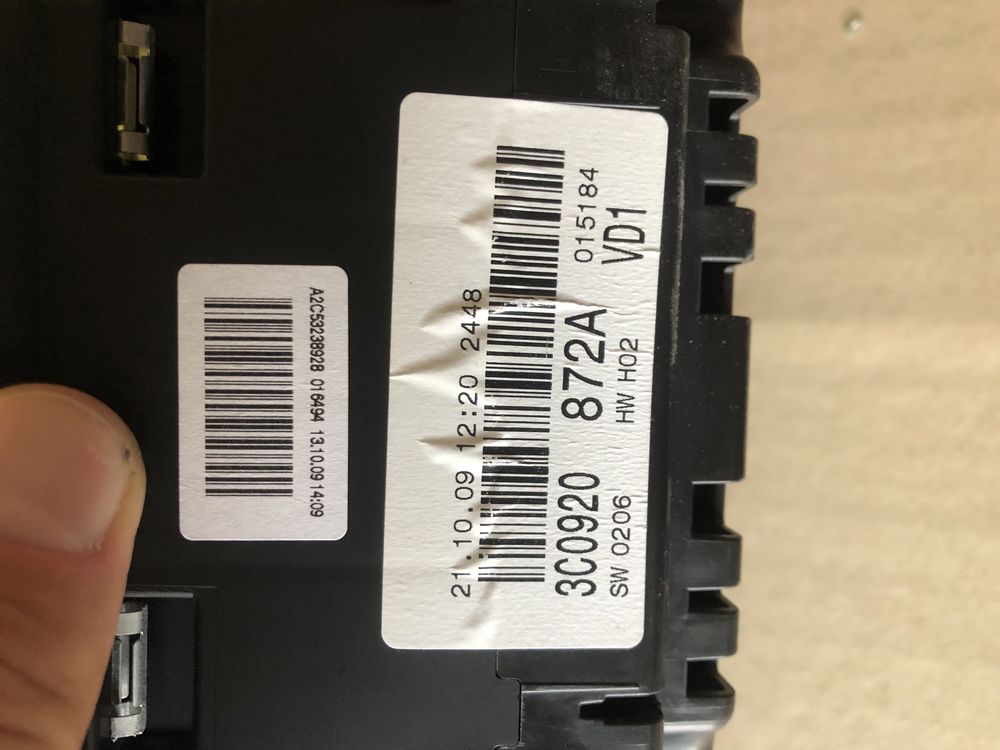 A2C53238928 016494 13.10.09 14:09
21.10.09 12:20 2448
3C0920 872A 015184
SW 0206 HW H02 VD1